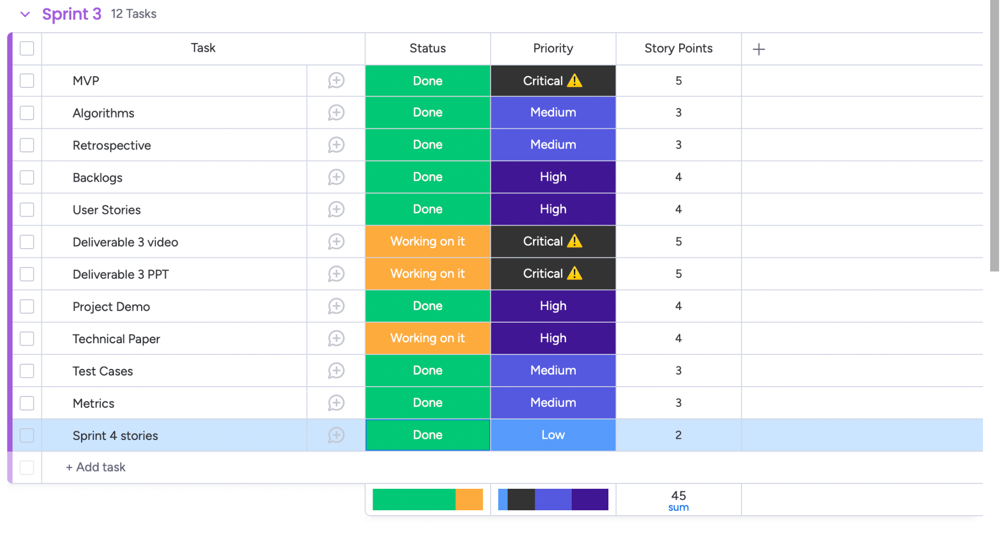 Sprint 3 12 Tasks
Task Status Priority Story Points +
MVP Done Critical ⚠️ 5
Algorithms Done Medium 3
Retrospective Done Medium 3
Backlogs Done High 4
User Stories Done High 4
Deliverable 3 video Working on it Critical ⚠️ 5
Deliverable 3 PPT Working on it Critical ⚠️ 5
Project Demo Done High 4
Technical Paper Working on it High 4
Test Cases Done Medium 3
Metrics Done Medium 3
Sprint 4 stories Done Low 2
+ Add task
45
sum